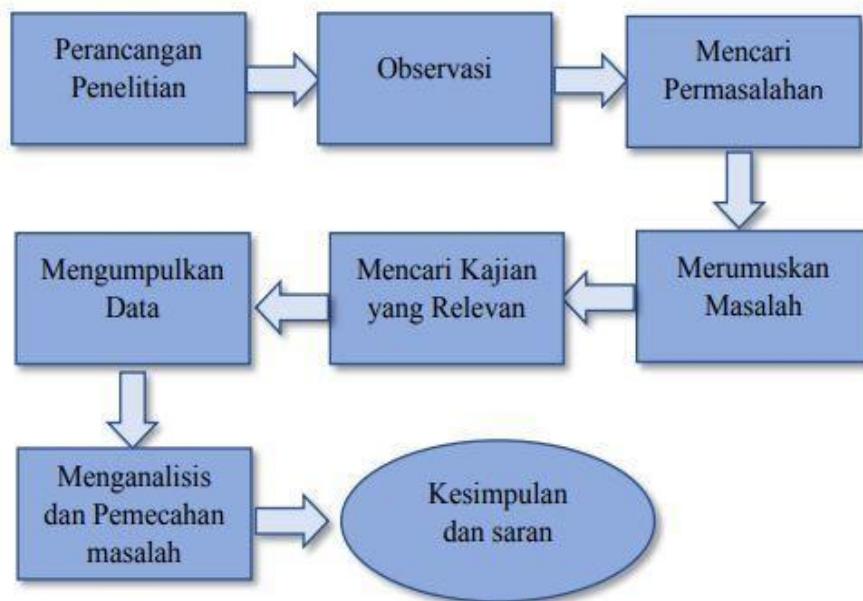 Perancangan
Penelitian
Observasi
Mencari
Permasalahan
Merumuskan
Masalah
Mencari Kajian
yang Relevan
Mengumpulkan
Data
Menganalisis
dan Pemecahan
masalah
Kesimpulan
dan saran